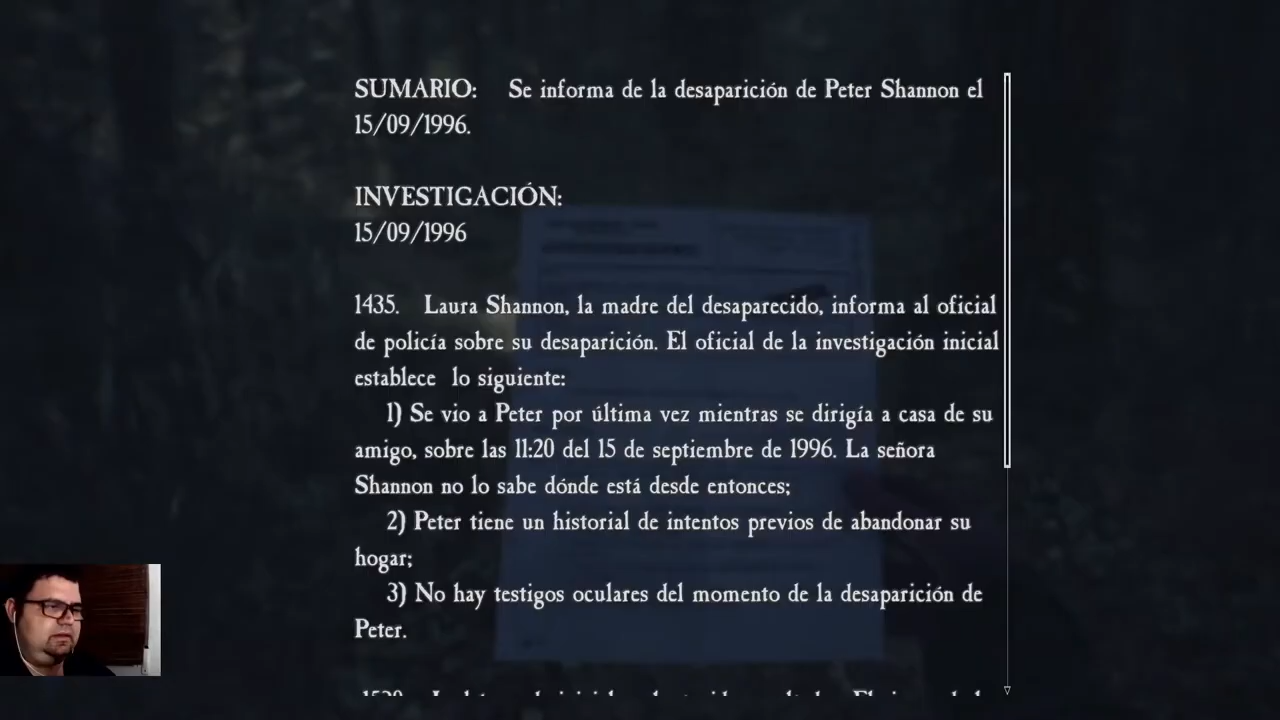 SUMARIO: Se informa de la desaparición de Peter Shannon el
15/09/1996.
INVESTIGACIÓN:
15/09/1996
1435. Laura Shannon, la madre del desaparecido, informa al oficial
de policía sobre su desaparición. El oficial de la investigación inicial
establece lo siguiente:
1) Se vio a Peter por última vez mientras se dirigía a casa de su
amigo, sobre las 11:20 del 15 de septiembre de 1996. La señora
Shannon no lo sabe dónde está desde entonces;
2) Peter tiene un historial de intentos previos de abandonar su
hogar;
3) No hay testigos oculares del momento de la desaparición de
Peter.